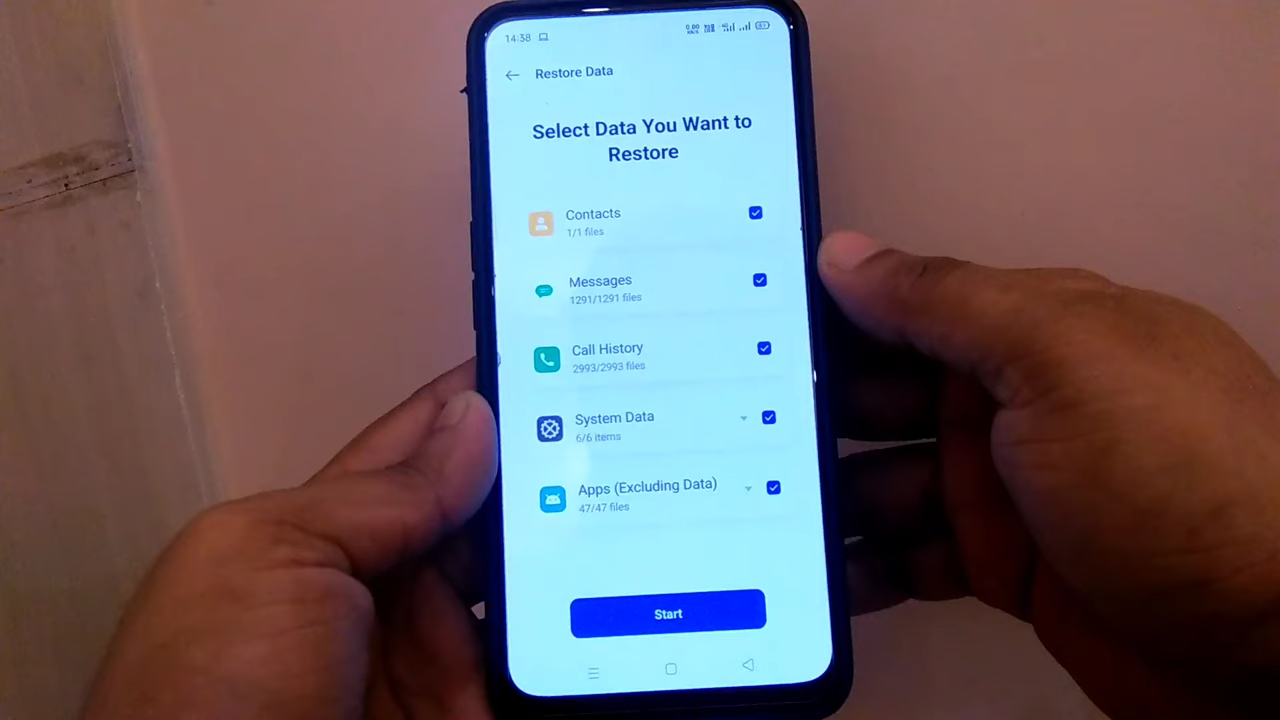 14:38
Restore Data
Select Data You Want to
Restore
Contacts
1/1 files
Messages
1291/1291 files
Call History
2993/2993 files
System Data
6/6 items
Apps (Excluding Data)
47/47 files
Start